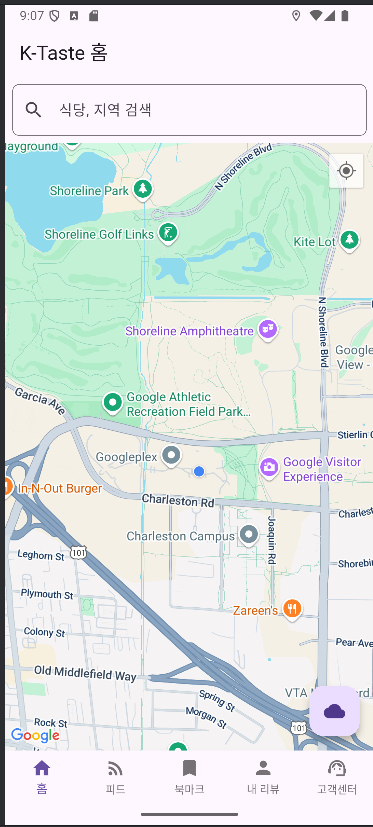 9:07
K-Taste 홈
식당, 지역 검색
layground
N Shoreline Blvd
Shoreline Park
Shoreline Golf Links
Kite Lot
Shoreline Amphitheatre
N Shoreline Blvd
Google
View -
Garcia Ave
Google Athletic
Recreation Field Park...
Stierlin C
Googleplex
Google Visitor
Experience
In-N-Out Burger
Charleston Rd
Charlest
Charleston Campus
Joaquin Rd
101
Leghorn St
Shorebi
Plymouth St
Zareen's
Colony St
Pear Ave
Old Middlefield Way
Spring St
VTA
Morgan St
Rock St
101
Google
홈
피드
북마크
내 리뷰
고객센터